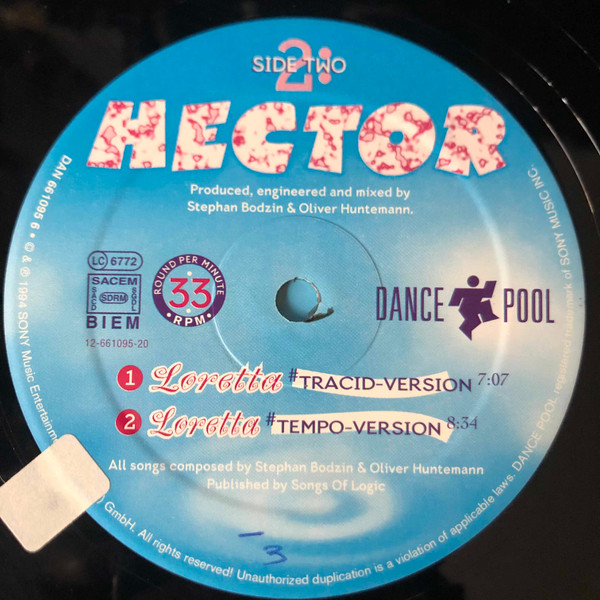 SIDE TWO
2:
HECTOR
Produced, engineered and mixed by
Stephan Bodzin & Oliver Huntemann.
LC 6772
SACEM
SACD SDRM SGDL
BIEM
12-661095-20
ROUND PER MINUTE
33
• RPM •
DANCE POOL
1 Loretta #TRACID-VERSION 7:07
2 Loretta #TEMPO-VERSION 8:34
All songs composed by Stephan Bodzin & Oliver Huntemann
Published by Songs Of Logic
3
DAN 661095 6 • © & ℗ 1994 SONY Music Entertainment GmbH. All rights reserved! Unauthorized duplication is a violation of applicable laws. DANCE POOL, registered trademark of SONY MUSIC INC.